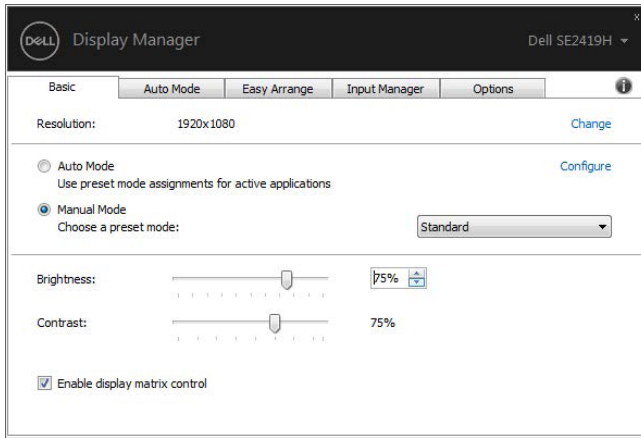 x
DELL Display Manager Dell SE2419H
Basic Auto Mode Easy Arrange Input Manager Options i
Resolution: 1920x1080 Change
Auto Mode Configure
Use preset mode assignments for active applications
Manual Mode
Choose a preset mode: Standard
Brightness: 75%
Contrast: 75%
Enable display matrix control